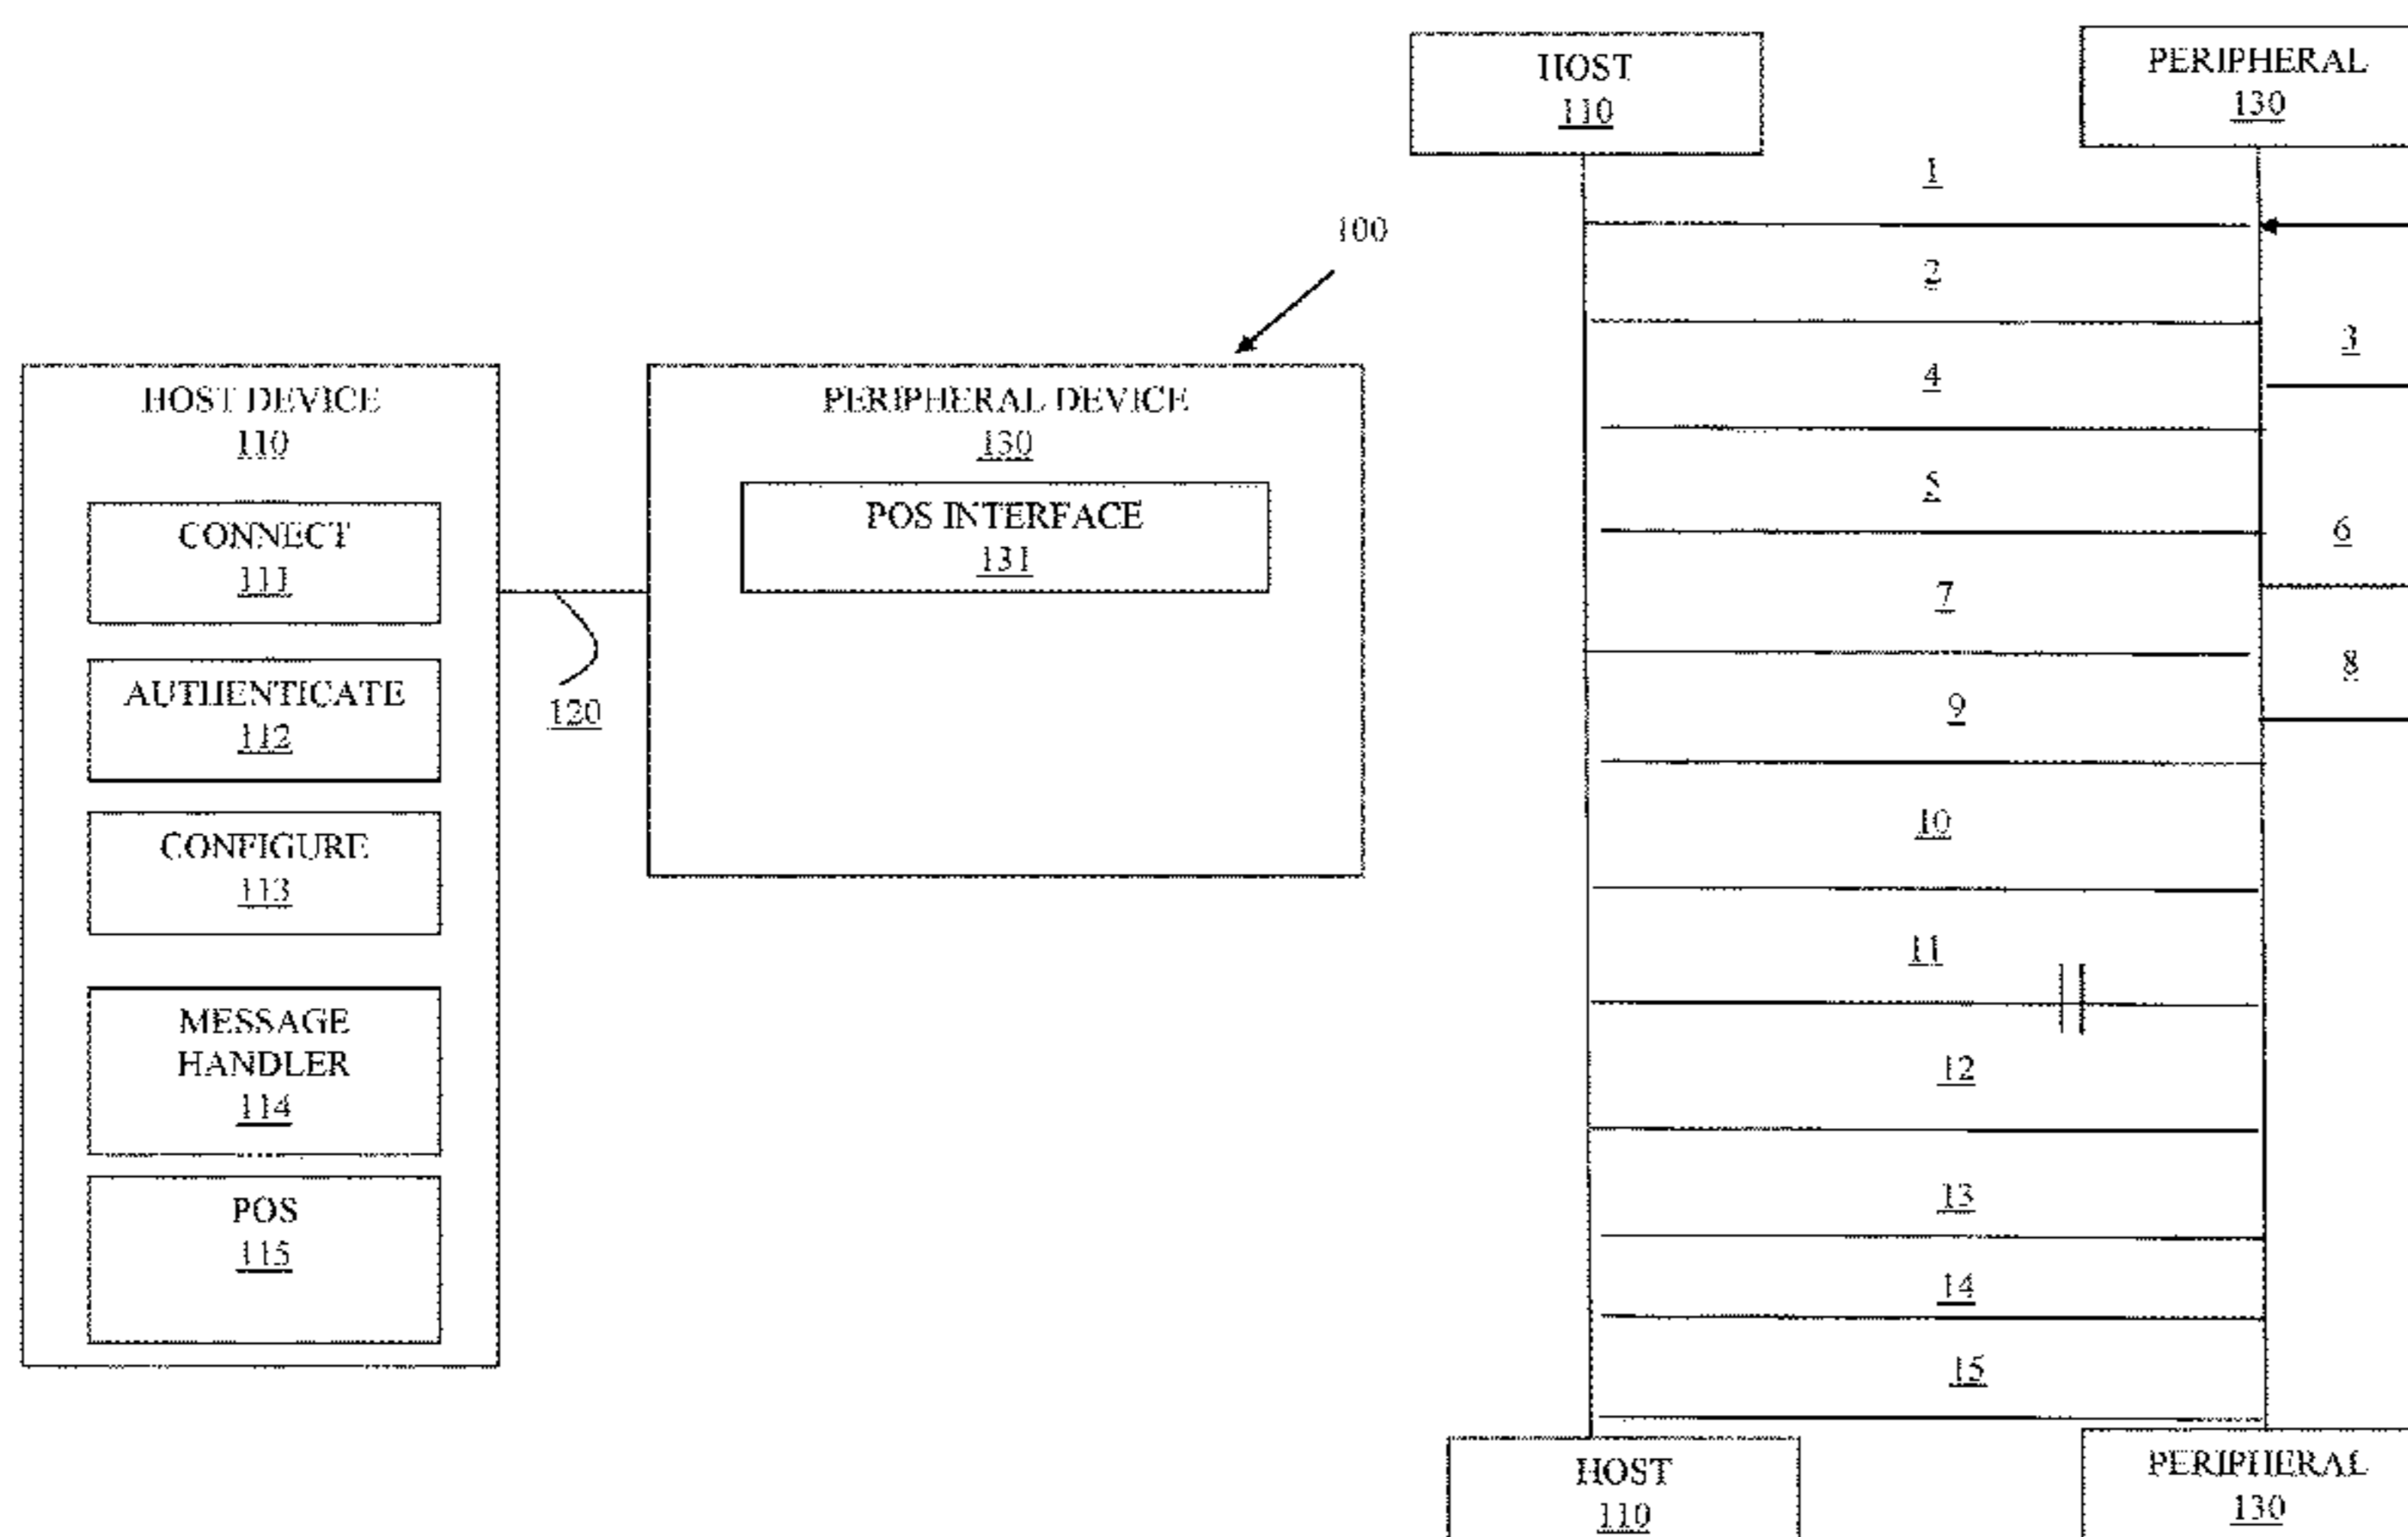 HOST DEVICE
110
CONNECT
111
AUTHENTICATE
112
CONFIGURE
113
MESSAGE
HANDLER
114
POS
115
120
100
PERIPHERAL DEVICE
130
POS INTERFACE
131
HOST
110
PERIPHERAL
130
1
2
3
4
5
6
7
8
9
10
11
12
13
14
15
HOST
110
PERIPHERAL
130